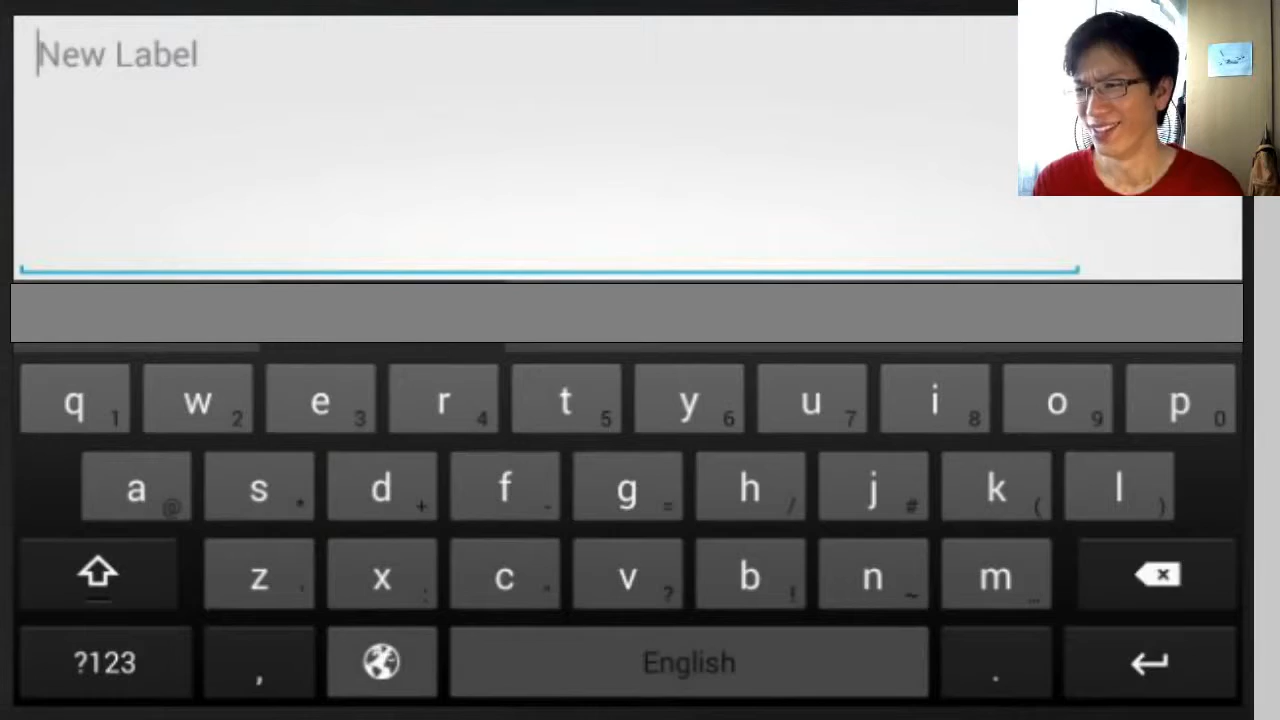 New Label
q 1 w 2 e 3 r 4 t 5 y 6 u 7 i 8 o 9 p 0
a @ s * d + f - g = h / j # k ( l )
z ' x : c " v ? b ! n ~ m …
?123 , English .